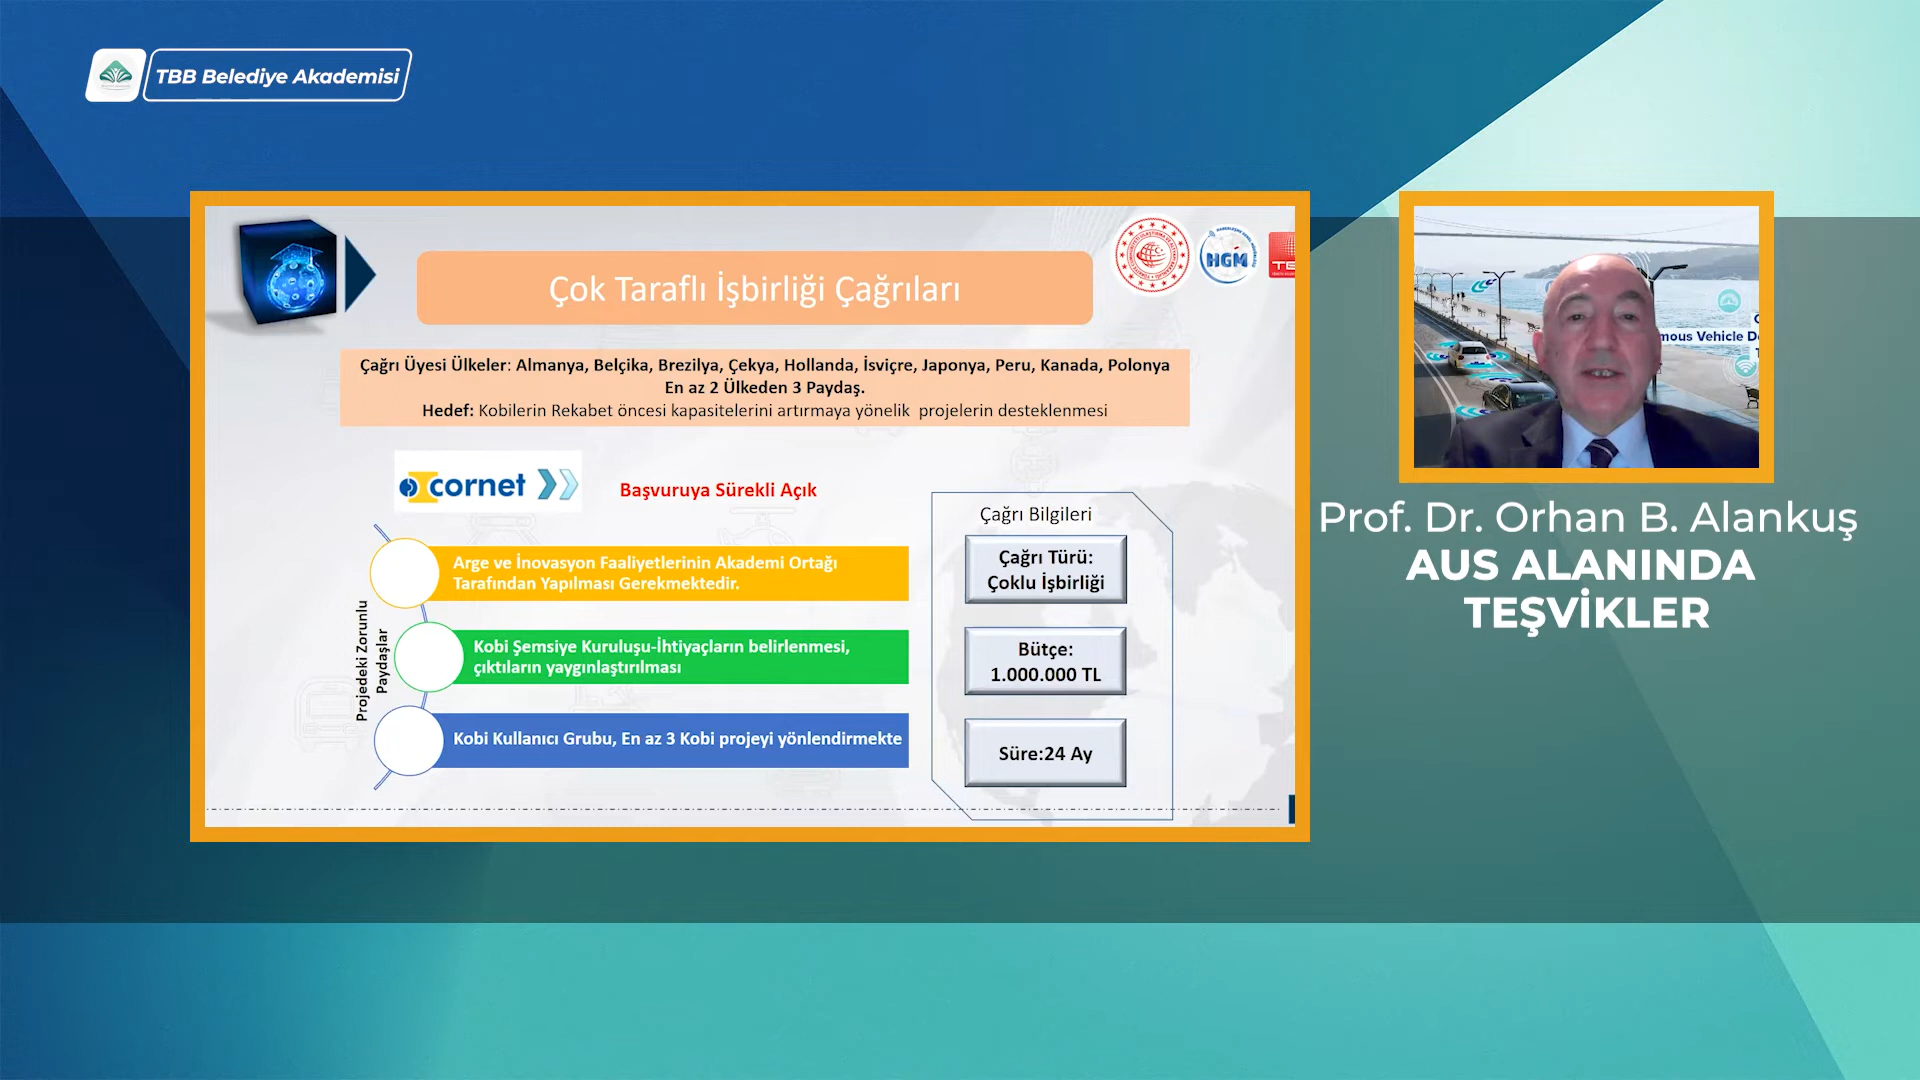 TBB Belediye Akademisi
Çok Taraflı İşbirliği Çağrıları
HGM
Çağrı Üyesi Ülkeler: Almanya, Belçika, Brezilya, Çekya, Hollanda, İsviçre, Japonya, Peru, Kanada, Polonya
En az 2 Ülkeden 3 Paydaş.
Hedef: Kobilerin Rekabet öncesi kapasitelerini artırmaya yönelik projelerin desteklenmesi
cornet
Başvuruya Sürekli Açık
Projedeki Zorunlu
Paydaşlar
Arge ve İnovasyon Faaliyetlerinin Akademi Ortağı
Tarafından Yapılması Gerekmektedir.
Kobi Şemsiye Kuruluşu-İhtiyaçların belirlenmesi,
çıktıların yaygınlaştırılması
Kobi Kullanıcı Grubu, En az 3 Kobi projeyi yönlendirmekte
Çağrı Bilgileri
Çağrı Türü:
Çoklu İşbirliği
Bütçe:
1.000.000 TL
Süre:24 Ay
Vehicle
Prof. Dr. Orhan B. Alankuş
AUS ALANINDA
TEŞVİKLER